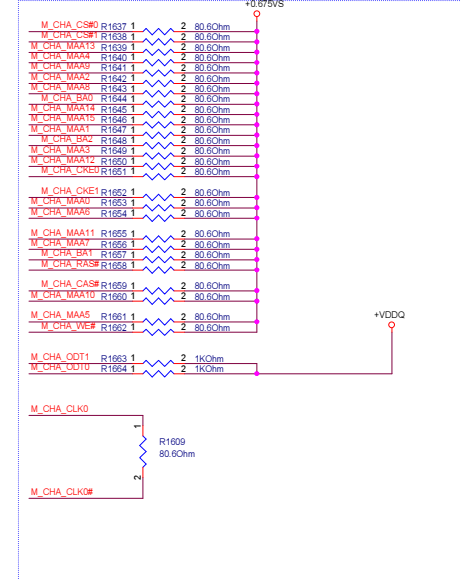 +0.675VS
M_CHA_CS#0 R1637 1 2 80.6Ohm
M_CHA_CS#1 R1638 1 2 80.6Ohm
M_CHA_MAA13 R1639 1 2 80.6Ohm
M_CHA_MAA4 R1640 1 2 80.6Ohm
M_CHA_MAA9 R1641 1 2 80.6Ohm
M_CHA_MAA2 R1642 1 2 80.6Ohm
M_CHA_MAA8 R1643 1 2 80.6Ohm
M_CHA_BA0 R1644 1 2 80.6Ohm
M_CHA_MAA14 R1645 1 2 80.6Ohm
M_CHA_MAA15 R1646 1 2 80.6Ohm
M_CHA_MAA1 R1647 1 2 80.6Ohm
M_CHA_BA2 R1648 1 2 80.6Ohm
M_CHA_MAA3 R1649 1 2 80.6Ohm
M_CHA_MAA12 R1650 1 2 80.6Ohm
M_CHA_CKE0 R1651 1 2 80.6Ohm
M_CHA_CKE1 R1652 1 2 80.6Ohm
M_CHA_MAA0 R1653 1 2 80.6Ohm
M_CHA_MAA6 R1654 1 2 80.6Ohm
M_CHA_MAA11 R1655 1 2 80.6Ohm
M_CHA_MAA7 R1656 1 2 80.6Ohm
M_CHA_BA1 R1657 1 2 80.6Ohm
M_CHA_RAS# R1658 1 2 80.6Ohm
M_CHA_CAS# R1659 1 2 80.6Ohm
M_CHA_MAA10 R1660 1 2 80.6Ohm
M_CHA_MAA5 R1661 1 2 80.6Ohm
M_CHA_WE# R1662 1 2 80.6Ohm
+VDDQ
M_CHA_ODT1 R1663 1 2 1KOhm
M_CHA_ODT0 R1664 1 2 1KOhm
M_CHA_CLK0
1
R1609
80.6Ohm
2
M_CHA_CLK0#